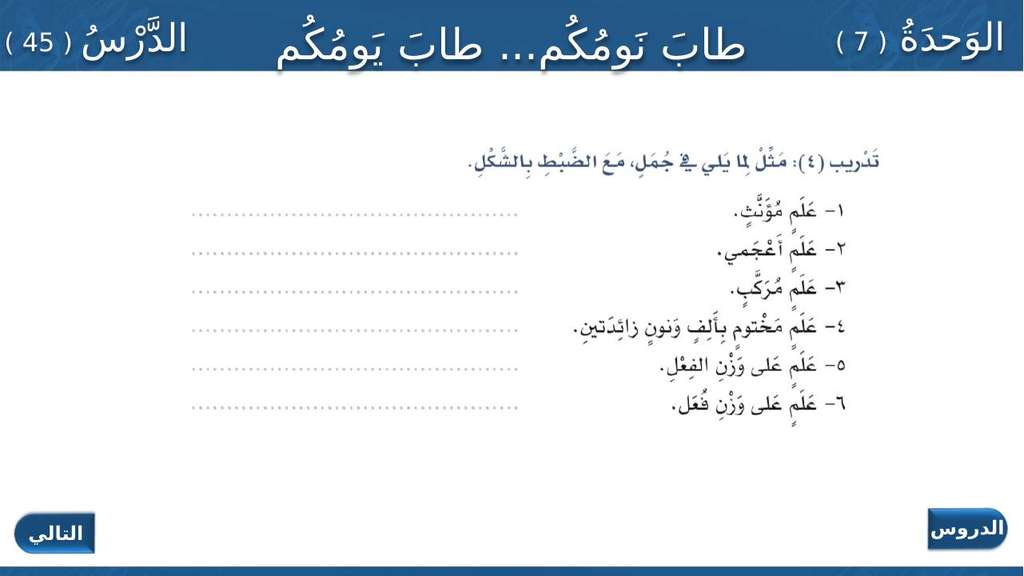 الوَحدَةُ ( 7 )
طابَ نَومُكُم... طابَ يَومُكُم
الدَّرْسُ ( 45 )
تَدْريب (٤): مَثِّلْ لِما يَلي في جُمَلٍ، مَعَ الضَّبْطِ بِالشَّكْلِ.
١- عَلَمٍ مُؤَنَّثٍ. ..............................................
٢- عَلَمٍ أَعْجَمي. ..............................................
٣- عَلَمٍ مُرَكَّبٍ. ..............................................
٤- عَلَمٍ مَخْتومٍ بِأَلِفٍ وَنونٍ زائِدَتينِ. ..............................................
٥- عَلَمٍ عَلى وَزْنِ الفِعْلِ. ..............................................
٦- عَلَمٍ عَلى وَزْنِ فُعَل. ..............................................
الدروس
التالي